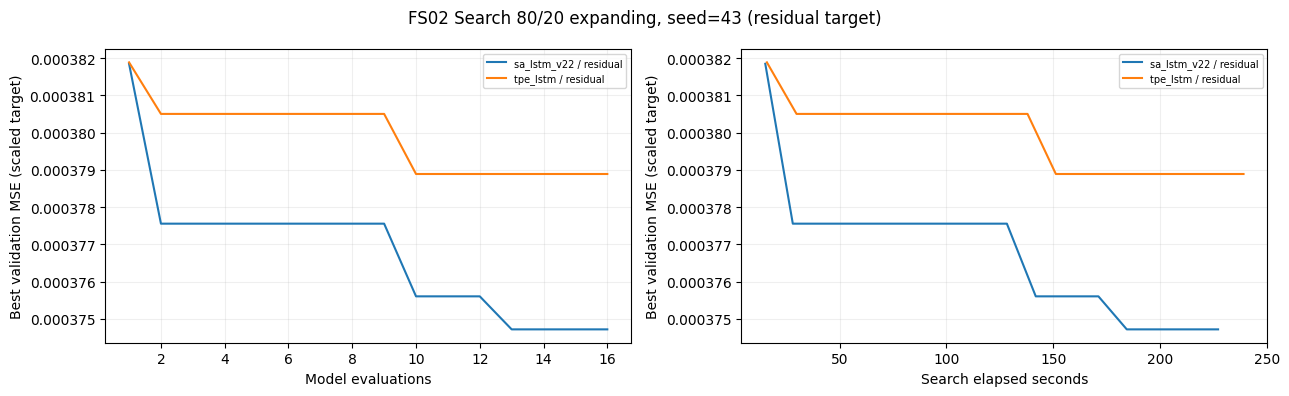 FS02 Search 80/20 expanding, seed=43 (residual target)
Best validation MSE (scaled target)
0.000382
0.000381
0.000380
0.000379
0.000378
0.000377
0.000376
0.000375
sa_lstm_v22 / residual
tpe_lstm / residual
2 4 6 8 10 12 14 16
Model evaluations
Best validation MSE (scaled target)
0.000382
0.000381
0.000380
0.000379
0.000378
0.000377
0.000376
0.000375
sa_lstm_v22 / residual
tpe_lstm / residual
50 100 150 200 250
Search elapsed seconds